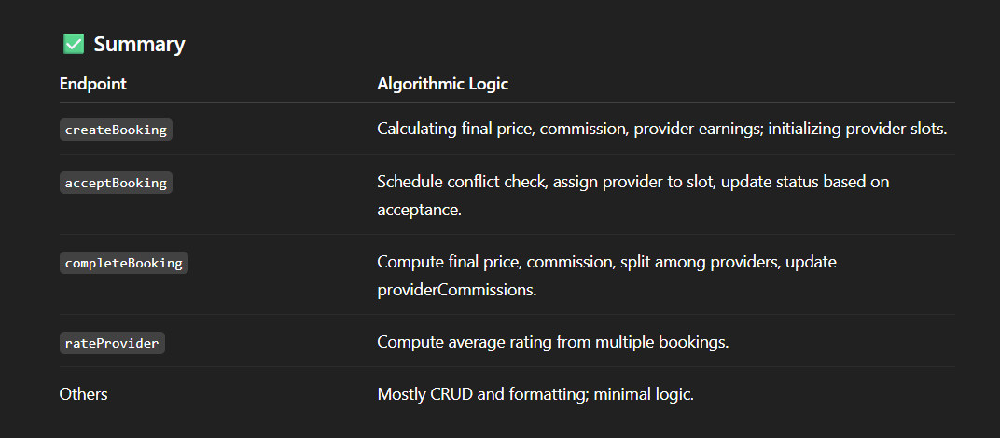 ✅ Summary
Endpoint Algorithmic Logic
createBooking Calculating final price, commission, provider earnings; initializing provider slots.
acceptBooking Schedule conflict check, assign provider to slot, update status based on
acceptance.
completeBooking Compute final price, commission, split among providers, update
providerCommissions.
rateProvider Compute average rating from multiple bookings.
Others Mostly CRUD and formatting; minimal logic.